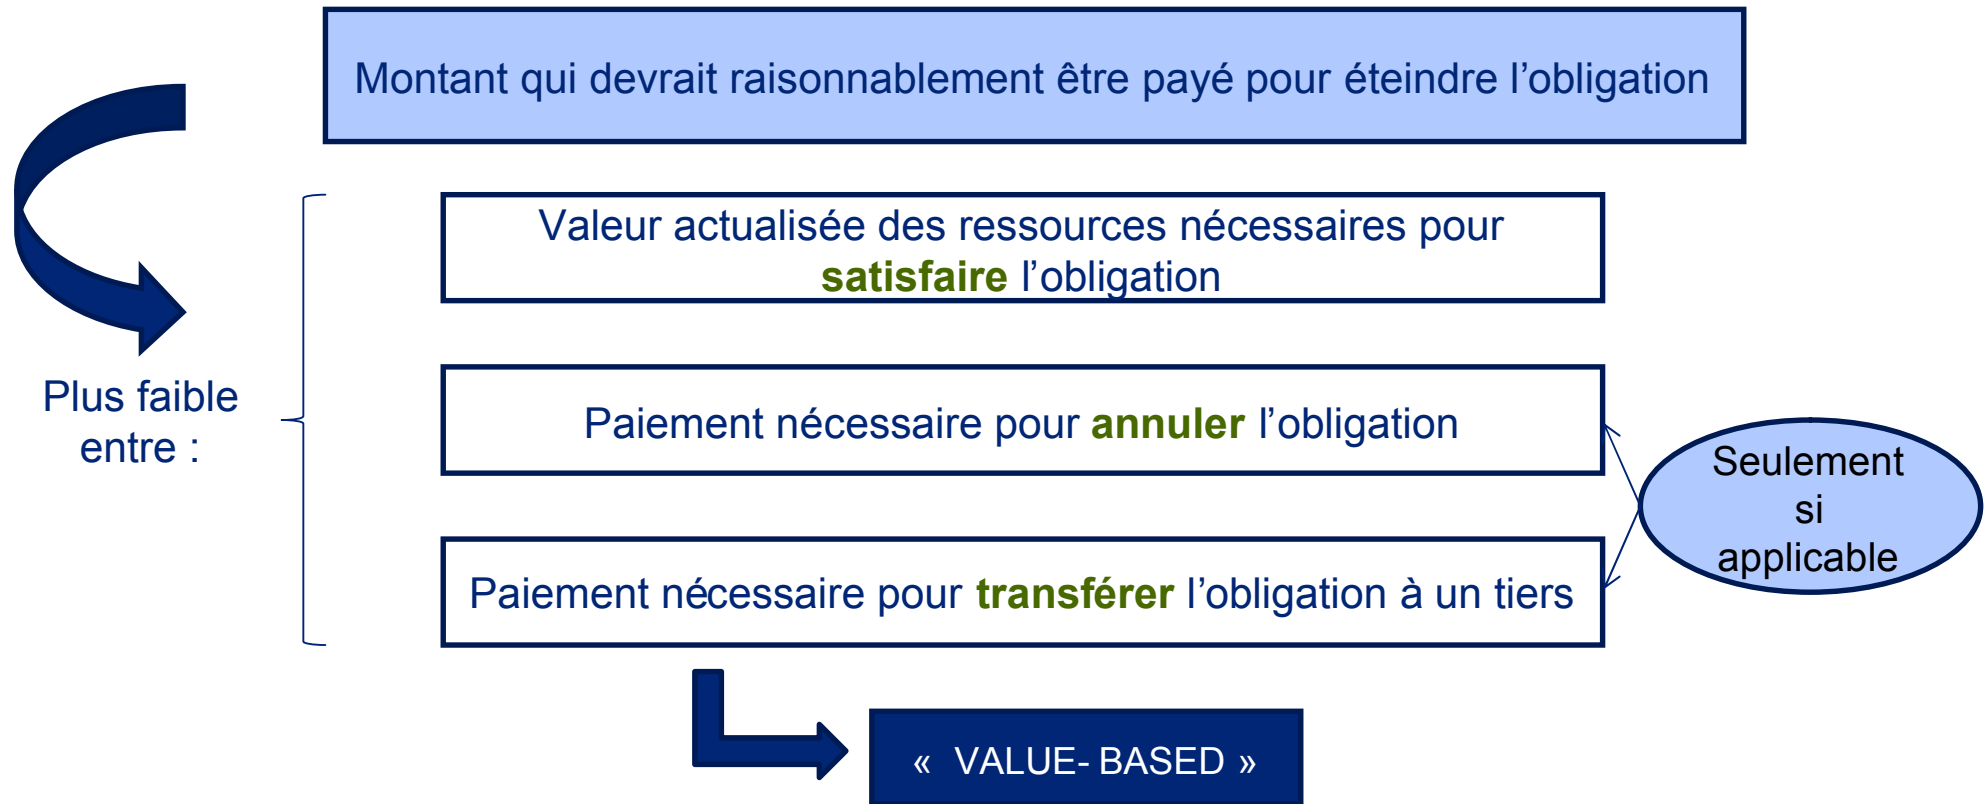 Montant qui devrait raisonnablement être payé pour éteindre l’obligation
Valeur actualisée des ressources nécessaires pour
satisfaire l’obligation
Plus faible
entre :
Paiement nécessaire pour annuler l’obligation
Seulement
si
applicable
Paiement nécessaire pour transférer l’obligation à un tiers
«  VALUE- BASED »